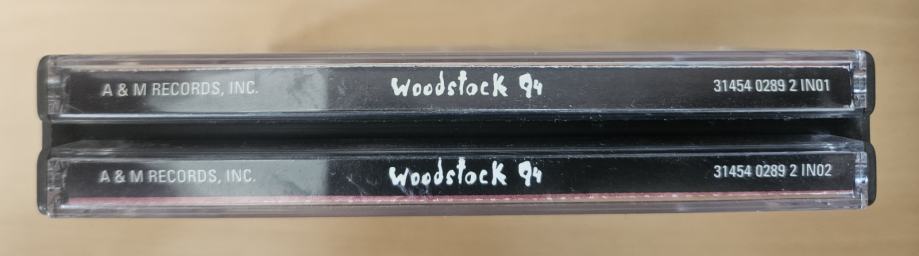 A & M RECORDS, INC. Woodstock 94 31454 0289 2 IN01
A & M RECORDS, INC. Woodstock 94 31454 0289 2 IN02